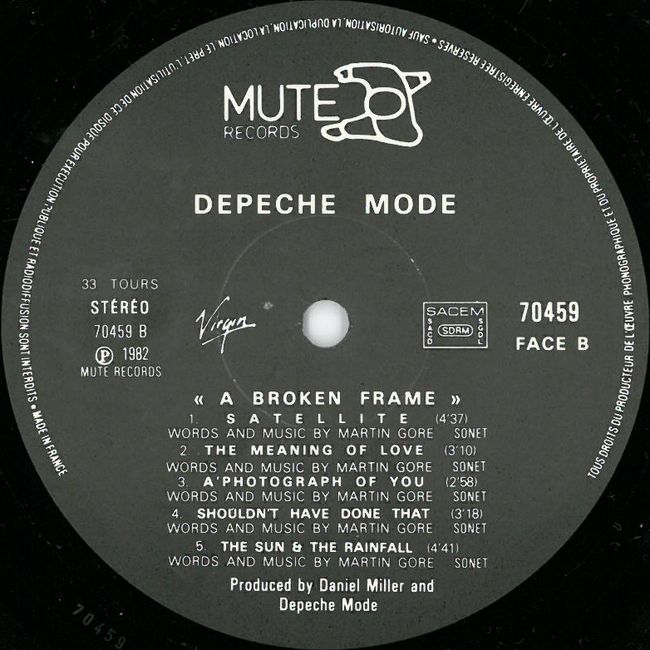 TOUS DROITS DU PRODUCTEUR DE L'ŒUVRE PHONOGRAPHIQUE ET DU PROPRIÉTAIRE DE L'ŒUVRE ENREGISTRÉE RÉSERVÉS • SAUF AUTORISATION, LA DUPLICATION, LA LOCATION, LE PRÊT, L'UTILISATION DE CE DISQUE POUR EXÉCUTION PUBLIQUE ET RADIODIFFUSION SONT INTERDITS • MADE IN FRANCE
MUTE
RECORDS
DEPECHE MODE
33 TOURS
STÉRÉO
70459 B
Ⓟ 1982
MUTE RECORDS
Virgin
SACEM
SACD
SDRM
SGDL
70459
FACE B
« A BROKEN FRAME »
1. SATELLITE (4'37)
WORDS AND MUSIC BY MARTIN GORE SONET
2. THE MEANING OF LOVE (3'10)
WORDS AND MUSIC BY MARTIN GORE SONET
3. A'PHOTOGRAPH OF YOU (2'58)
WORDS AND MUSIC BY MARTIN GORE SONET
4. SHOULDN'T HAVE DONE THAT (3'18)
WORDS AND MUSIC BY MARTIN GORE SONET
5. THE SUN & THE RAINFALL (4'41)
WORDS AND MUSIC BY MARTIN GORE SONET
Produced by Daniel Miller and
Depeche Mode
70459